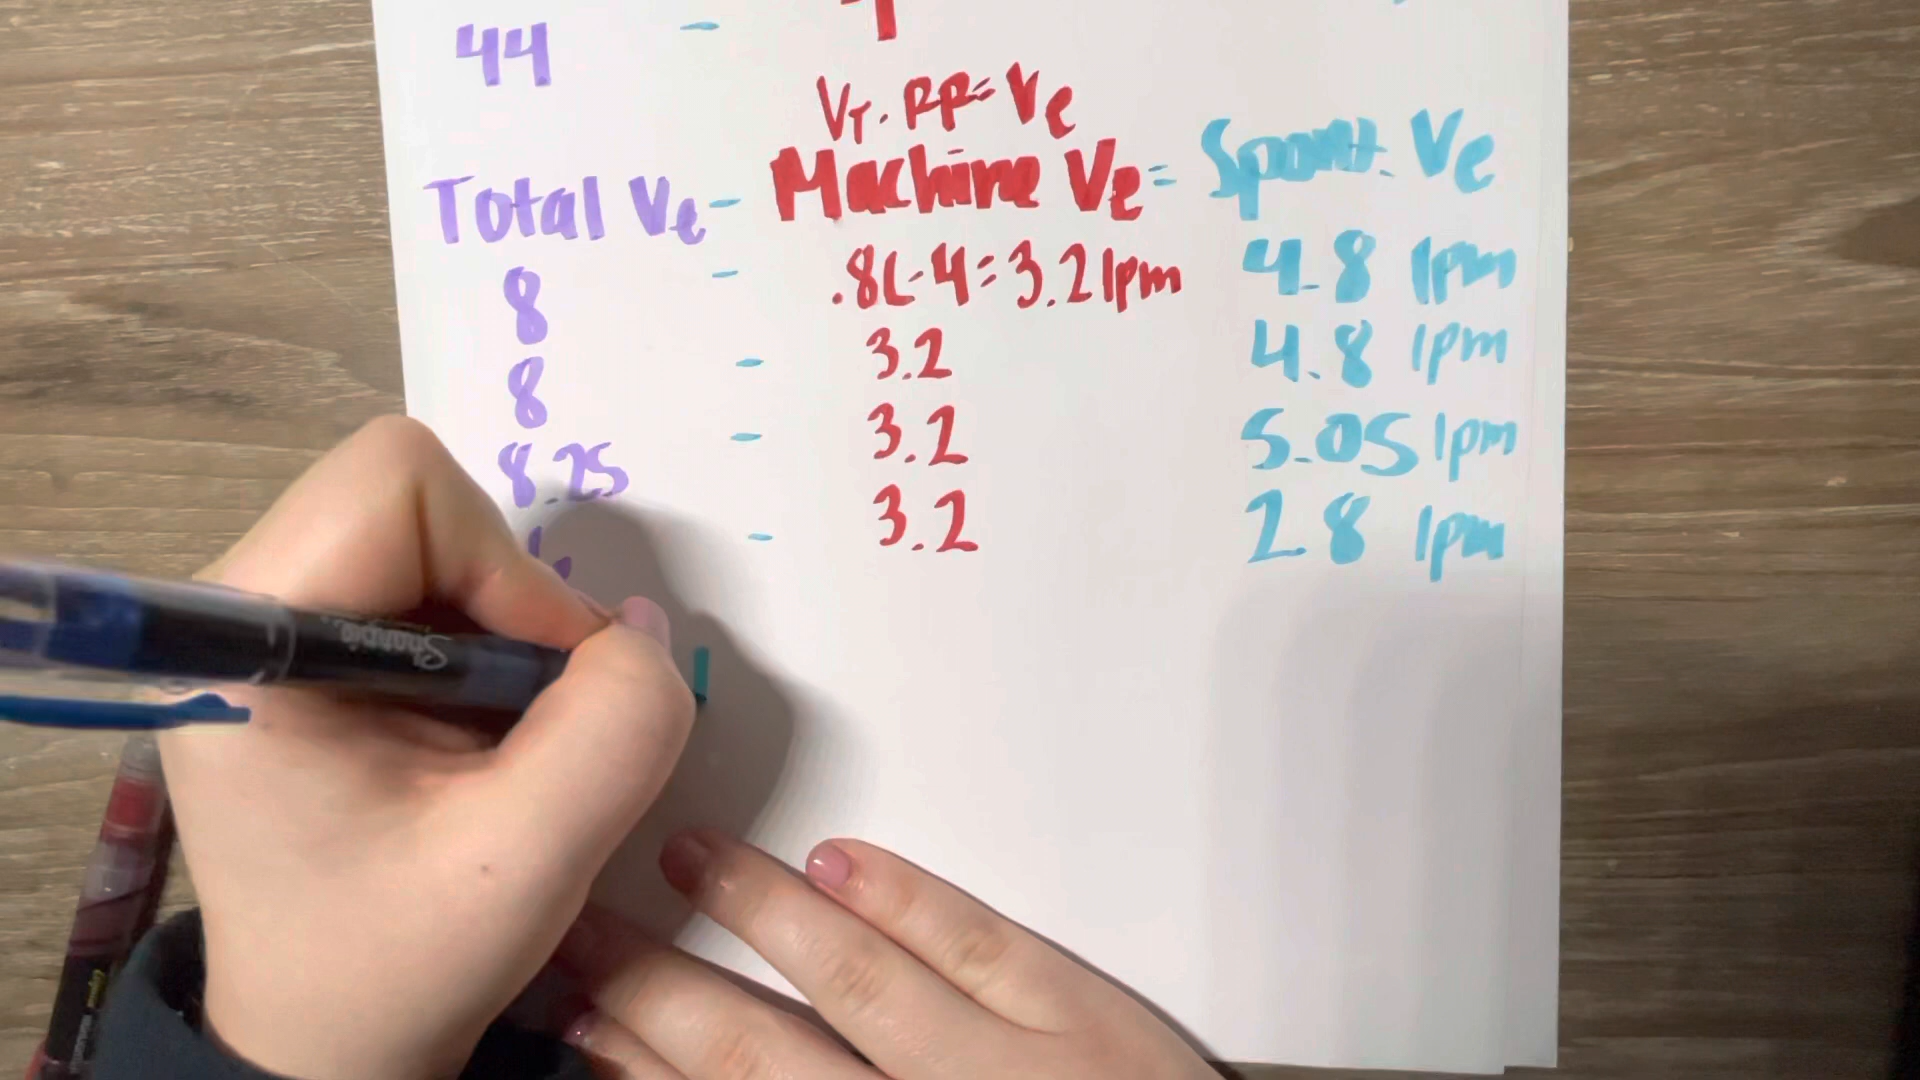 44 -
VT. RR= Ve
Total Ve - Machine Ve = Spont. Ve
8 - .8L·4=3.2 lpm 4.8 lpm
8 - 3.2 4.8 lpm
8.25 - 3.2 5.05 lpm
- 3.2 2.8 lpm
Sharpie